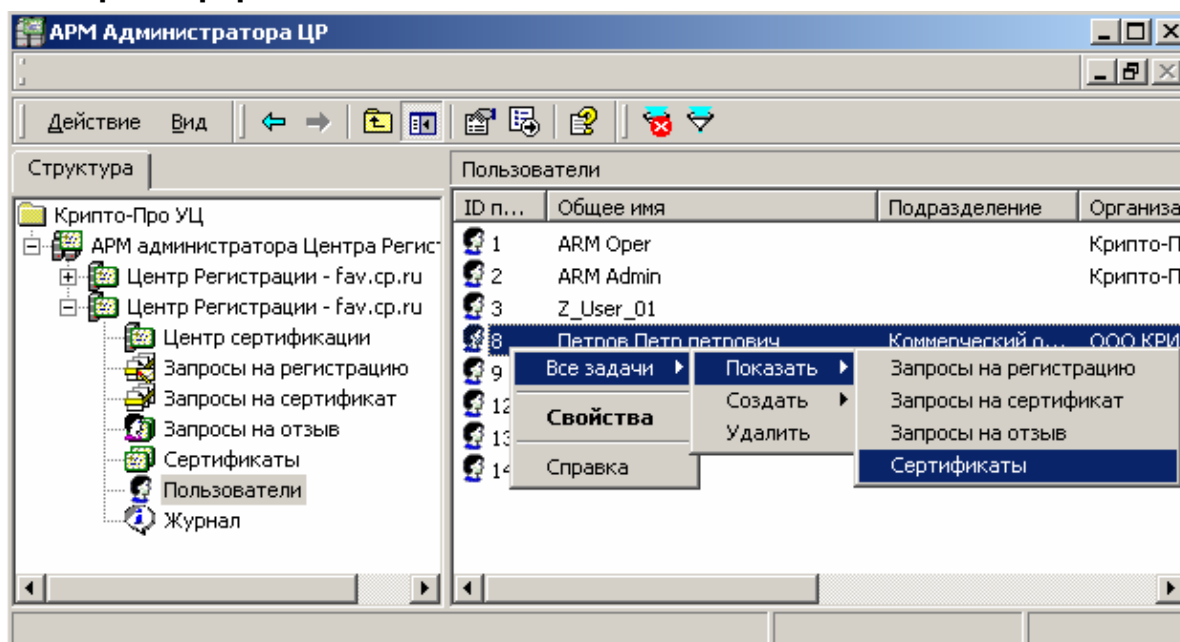 АРМ Администратора ЦР
Действие Вид
Структура
Пользователи
Крипто-Про УЦ
АРМ администратора Центра Регист
Центр Регистрации - fav.cp.ru
Центр Регистрации - fav.cp.ru
Центр сертификации
Запросы на регистрацию
Запросы на сертификат
Запросы на отзыв
Сертификаты
Пользователи
Журнал
ID п... Общее имя Подразделение Организа
1 ARM Oper Крипто-П
2 ARM Admin Крипто-П
3 Z_User_01
8 Петров Петр петрович Коммерческий о... ООО КРИ
9
12
13
14
Все задачи
Свойства
Справка
Показать
Создать
Удалить
Запросы на регистрацию
Запросы на сертификат
Запросы на отзыв
Сертификаты